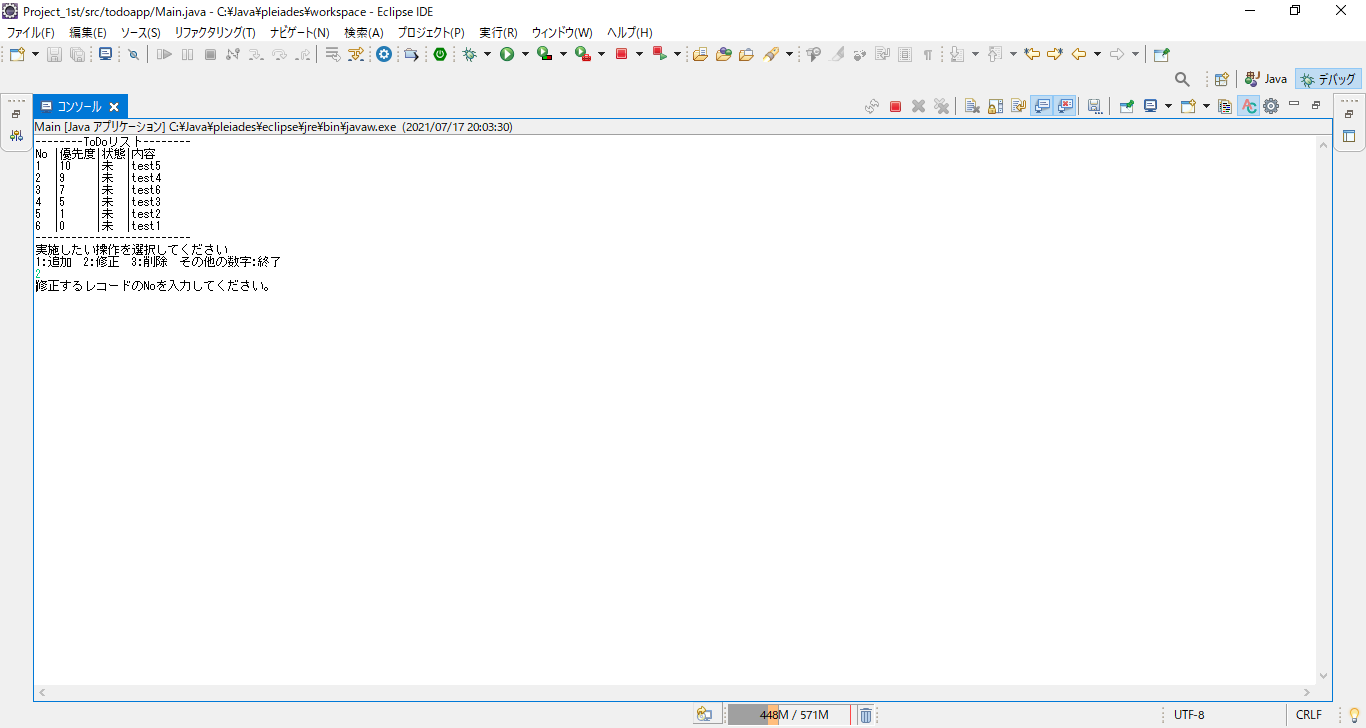 Project_1st/src/todoapp/Main.java - C:¥Java¥pleiades¥workspace - Eclipse IDE
ファイル(F) 編集(E) ソース(S) リファクタリング(T) ナビゲート(N) 検索(A) プロジェクト(P) 実行(R) ウィンドウ(W) ヘルプ(H)
Java デバッグ
コンソール
Main [Java アプリケーション] C:¥Java¥pleiades¥eclipse¥jre¥bin¥javaw.exe (2021/07/17 20:03:30)
--------ToDoリスト--------
No |優先度|状態|内容
1 |10 |未 |test5
2 |9 |未 |test4
3 |7 |未 |test6
4 |5 |未 |test3
5 |1 |未 |test2
6 |0 |未 |test1
--------------------------
実施したい操作を選択してください
1:追加 2:修正 3:削除 その他の数字:終了
2
修正するレコードのNoを入力してください。
448M / 571M UTF-8 CRLF